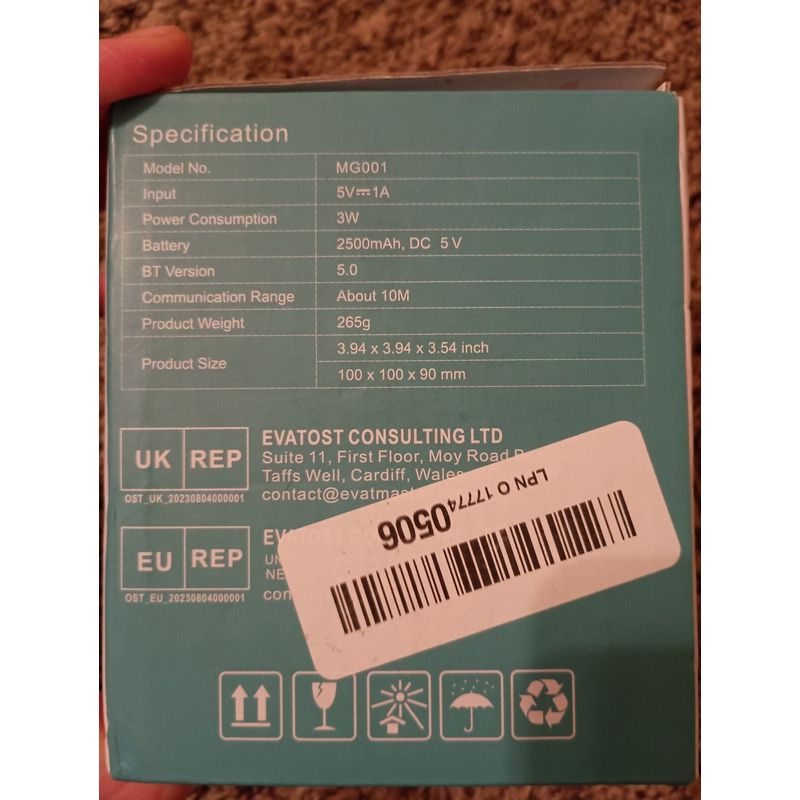 Specification
Model No. MG001
Input 5V⎓1A
Power Consumption 3W
Battery 2500mAh, DC 5V
BT Version 5.0
Communication Range About 10M
Product Weight 265g
Product Size 3.94 x 3.94 x 3.54 inch
100 x 100 x 90 mm
UK REP
OST_UK_20230804000001
EVATOST CONSULTING LTD
Suite 11, First Floor, Moy Road
Taffs Well, Cardiff, Wales
EU REP
OST_EU_20230804000001
LPN O 17774 0506